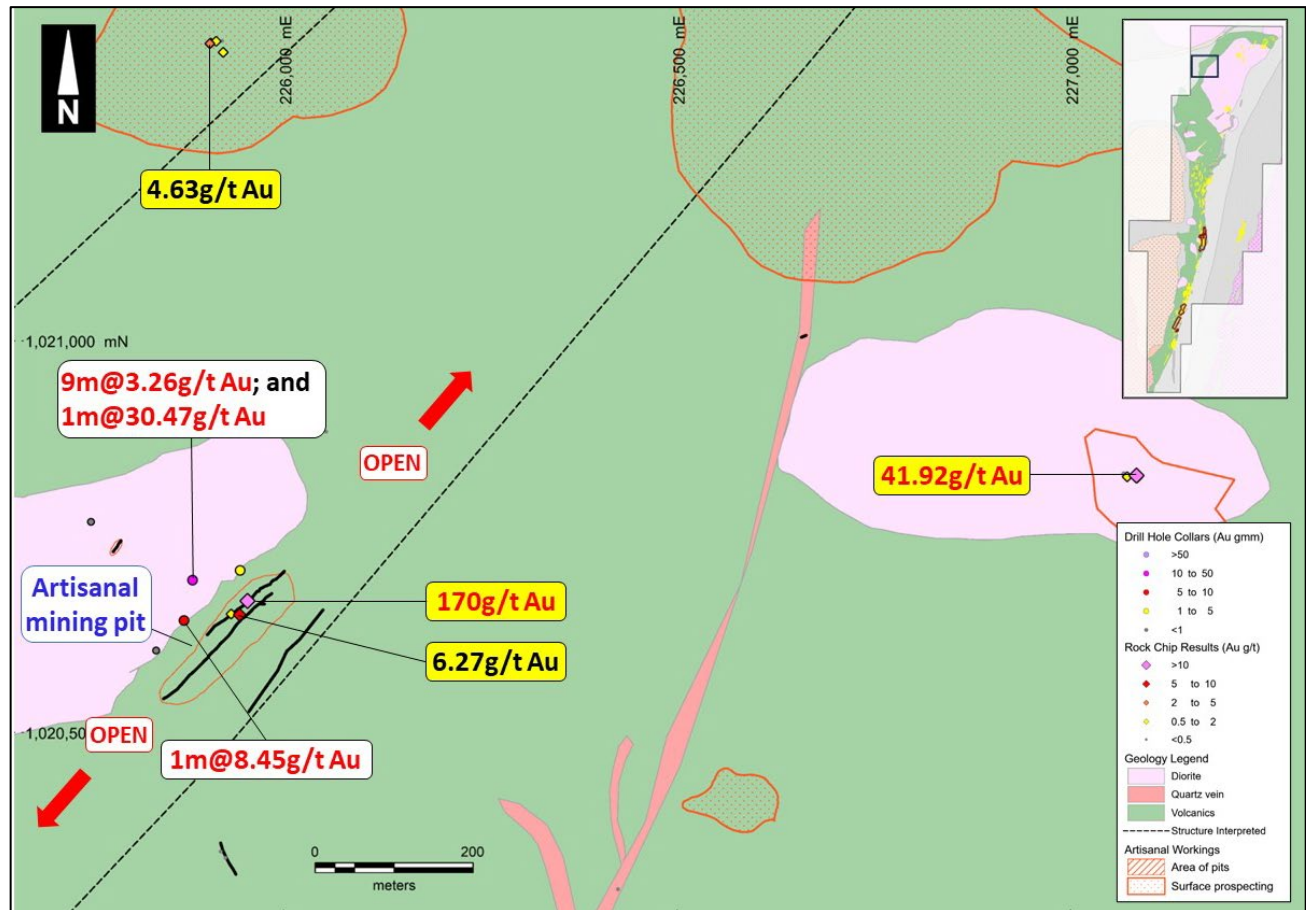 N
226,000 mE
226,500 mE
227,000 mE
4.63g/t Au
1,021,000 mN
9m@3.26g/t Au; and
1m@30.47g/t Au
OPEN
41.92g/t Au
Artisanal
mining pit
170g/t Au
6.27g/t Au
1,020,50
OPEN
1m@8.45g/t Au
0
200
meters
Drill Hole Collars (Au gmm)
>50
10 to 50
5 to 10
1 to 5
<1
Rock Chip Results (Au g/t)
>10
5 to 10
2 to 5
0.5 to 2
<0.5
Geology Legend
Diorite
Quartz vein
Volcanics
Structure Interpreted
Artisanal Workings
Area of pits
Surface prospecting